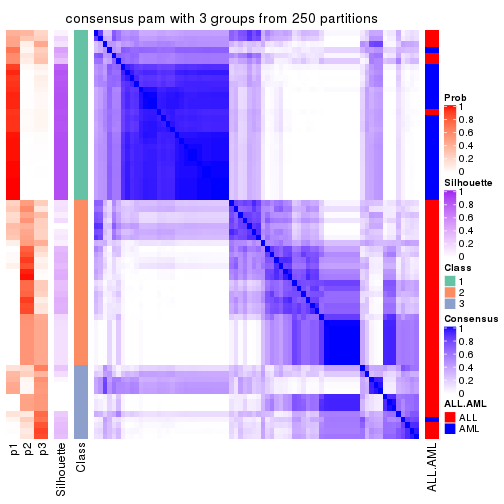 consensus pam with 3 groups from 250 partitions
Prob
1
0.8
0.6
0.4
0.2
0
Silhouette
1
0.8
0.6
0.4
0.2
0
Class
1
2
3
Consensus
1
0.8
0.6
0.4
0.2
0
ALL.AML
ALL
AML
p1
p2
p3
Silhouette
Class
ALL.AML